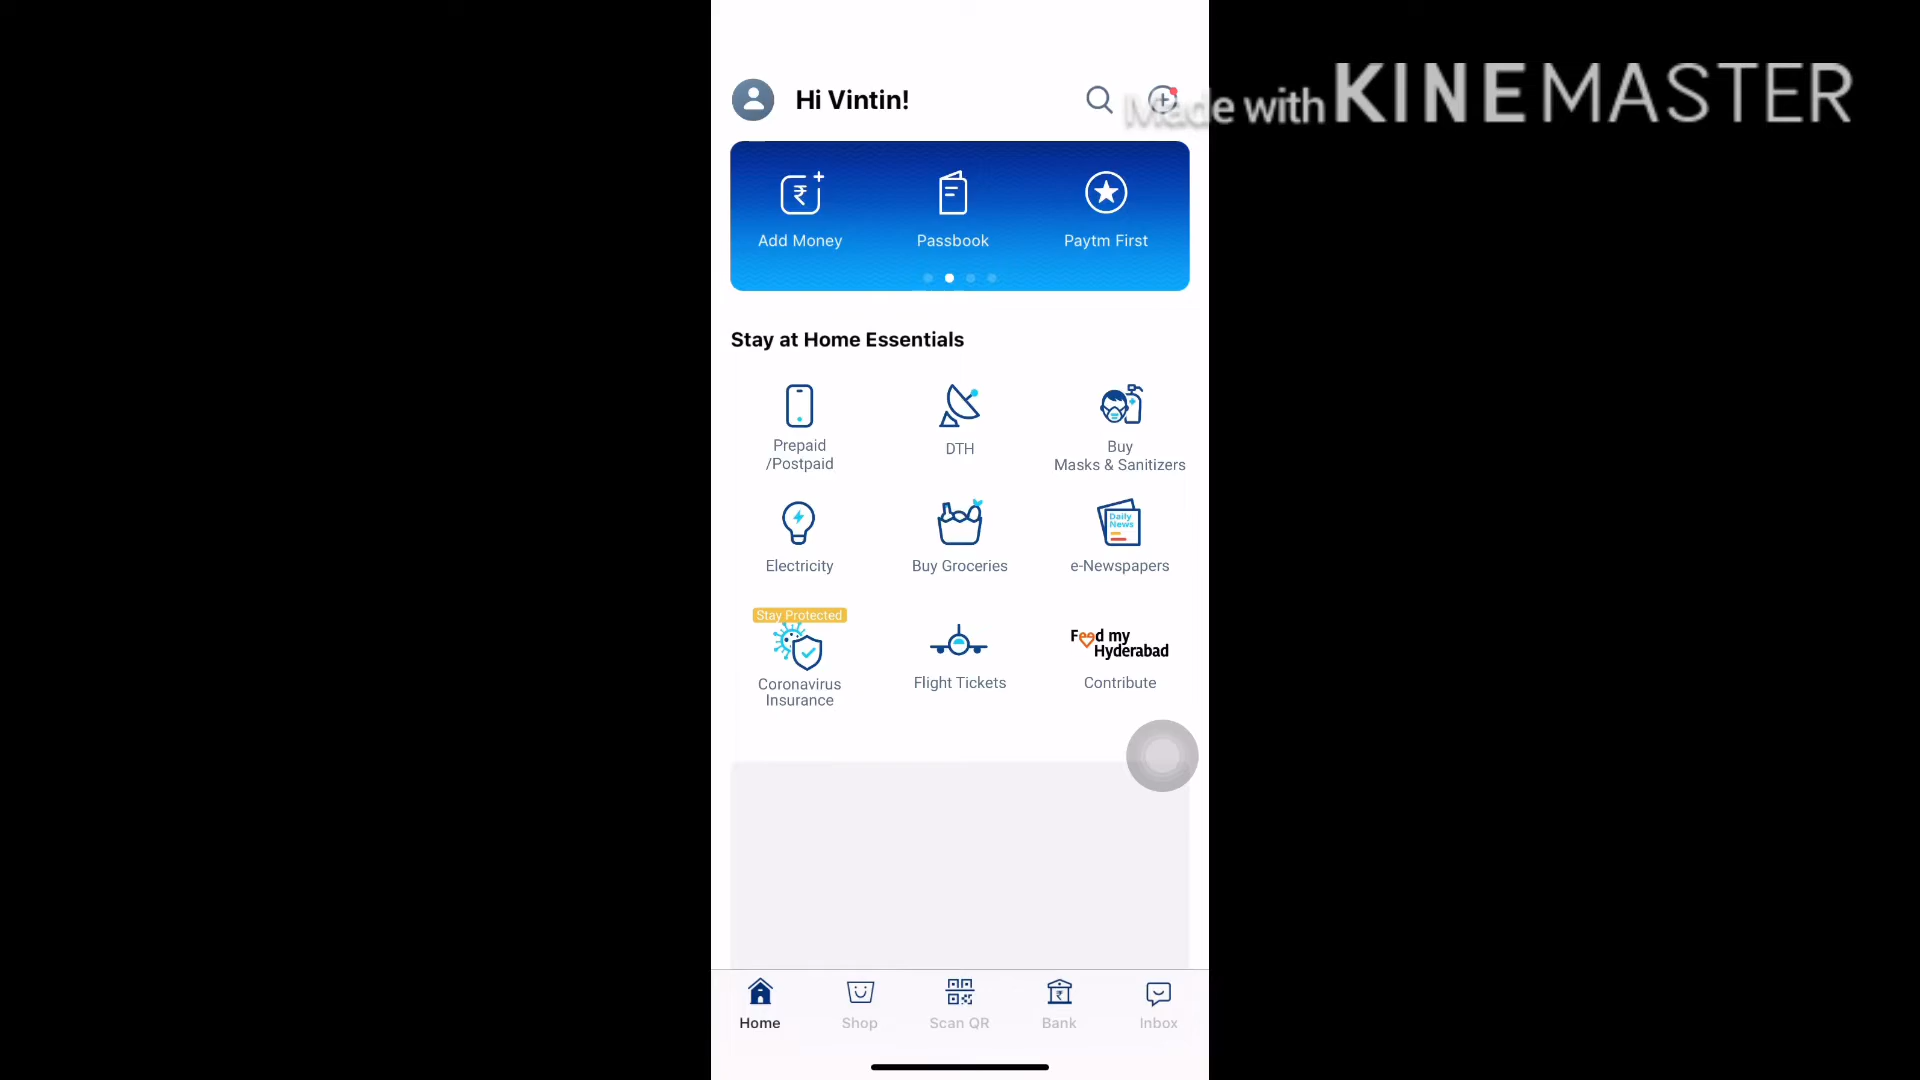 Hi Vintin!
Made with KINEMASTER
Add Money
Passbook
Paytm First
Stay at Home Essentials
Prepaid
/Postpaid
DTH
Buy
Masks & Sanitizers
Electricity
Buy Groceries
Daily
News
e-Newspapers
Stay Protected
Coronavirus
Insurance
Flight Tickets
Feed my
Hyderabad
Contribute
Home
Shop
Scan QR
Bank
Inbox